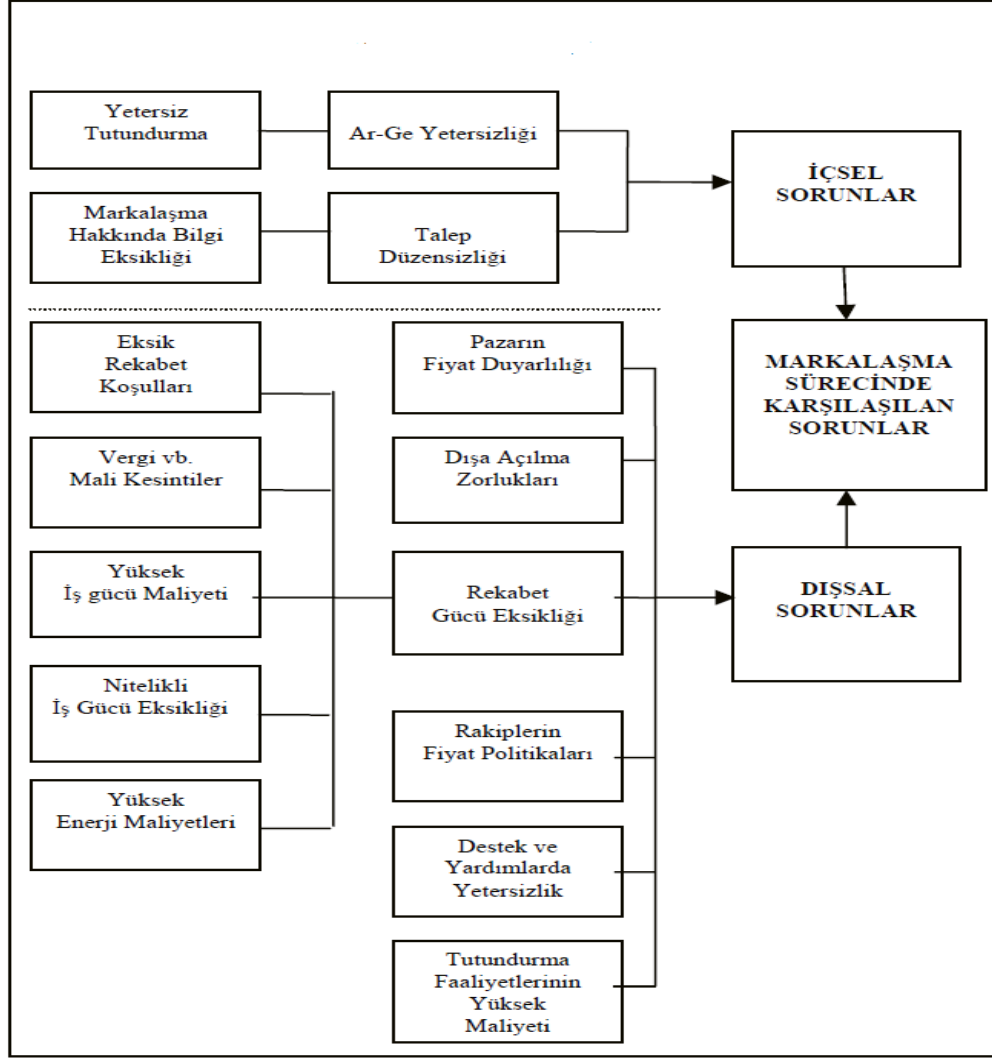 Yetersiz
Tutundurma
Ar-Ge Yetersizliği
İÇSEL
SORUNLAR
Markalaşma
Hakkında Bilgi
Eksikliği
Talep
Düzensizliği
Eksik
Rekabet
Koşulları
Pazarın
Fiyat Duyarlılığı
MARKALAŞMA
SÜRECİNDE
KARŞILAŞILAN
SORUNLAR
Vergi vb.
Mali Kesintiler
Dışa Açılma
Zorlukları
Yüksek
İş gücü Maliyeti
Rekabet
Gücü Eksikliği
DIŞSAL
SORUNLAR
Nitelikli
İş Gücü Eksikliği
Rakiplerin
Fiyat Politikaları
Yüksek
Enerji Maliyetleri
Destek ve
Yardımlarda
Yetersizlik
Tutundurma
Faaliyetlerinin
Yüksek
Maliyeti